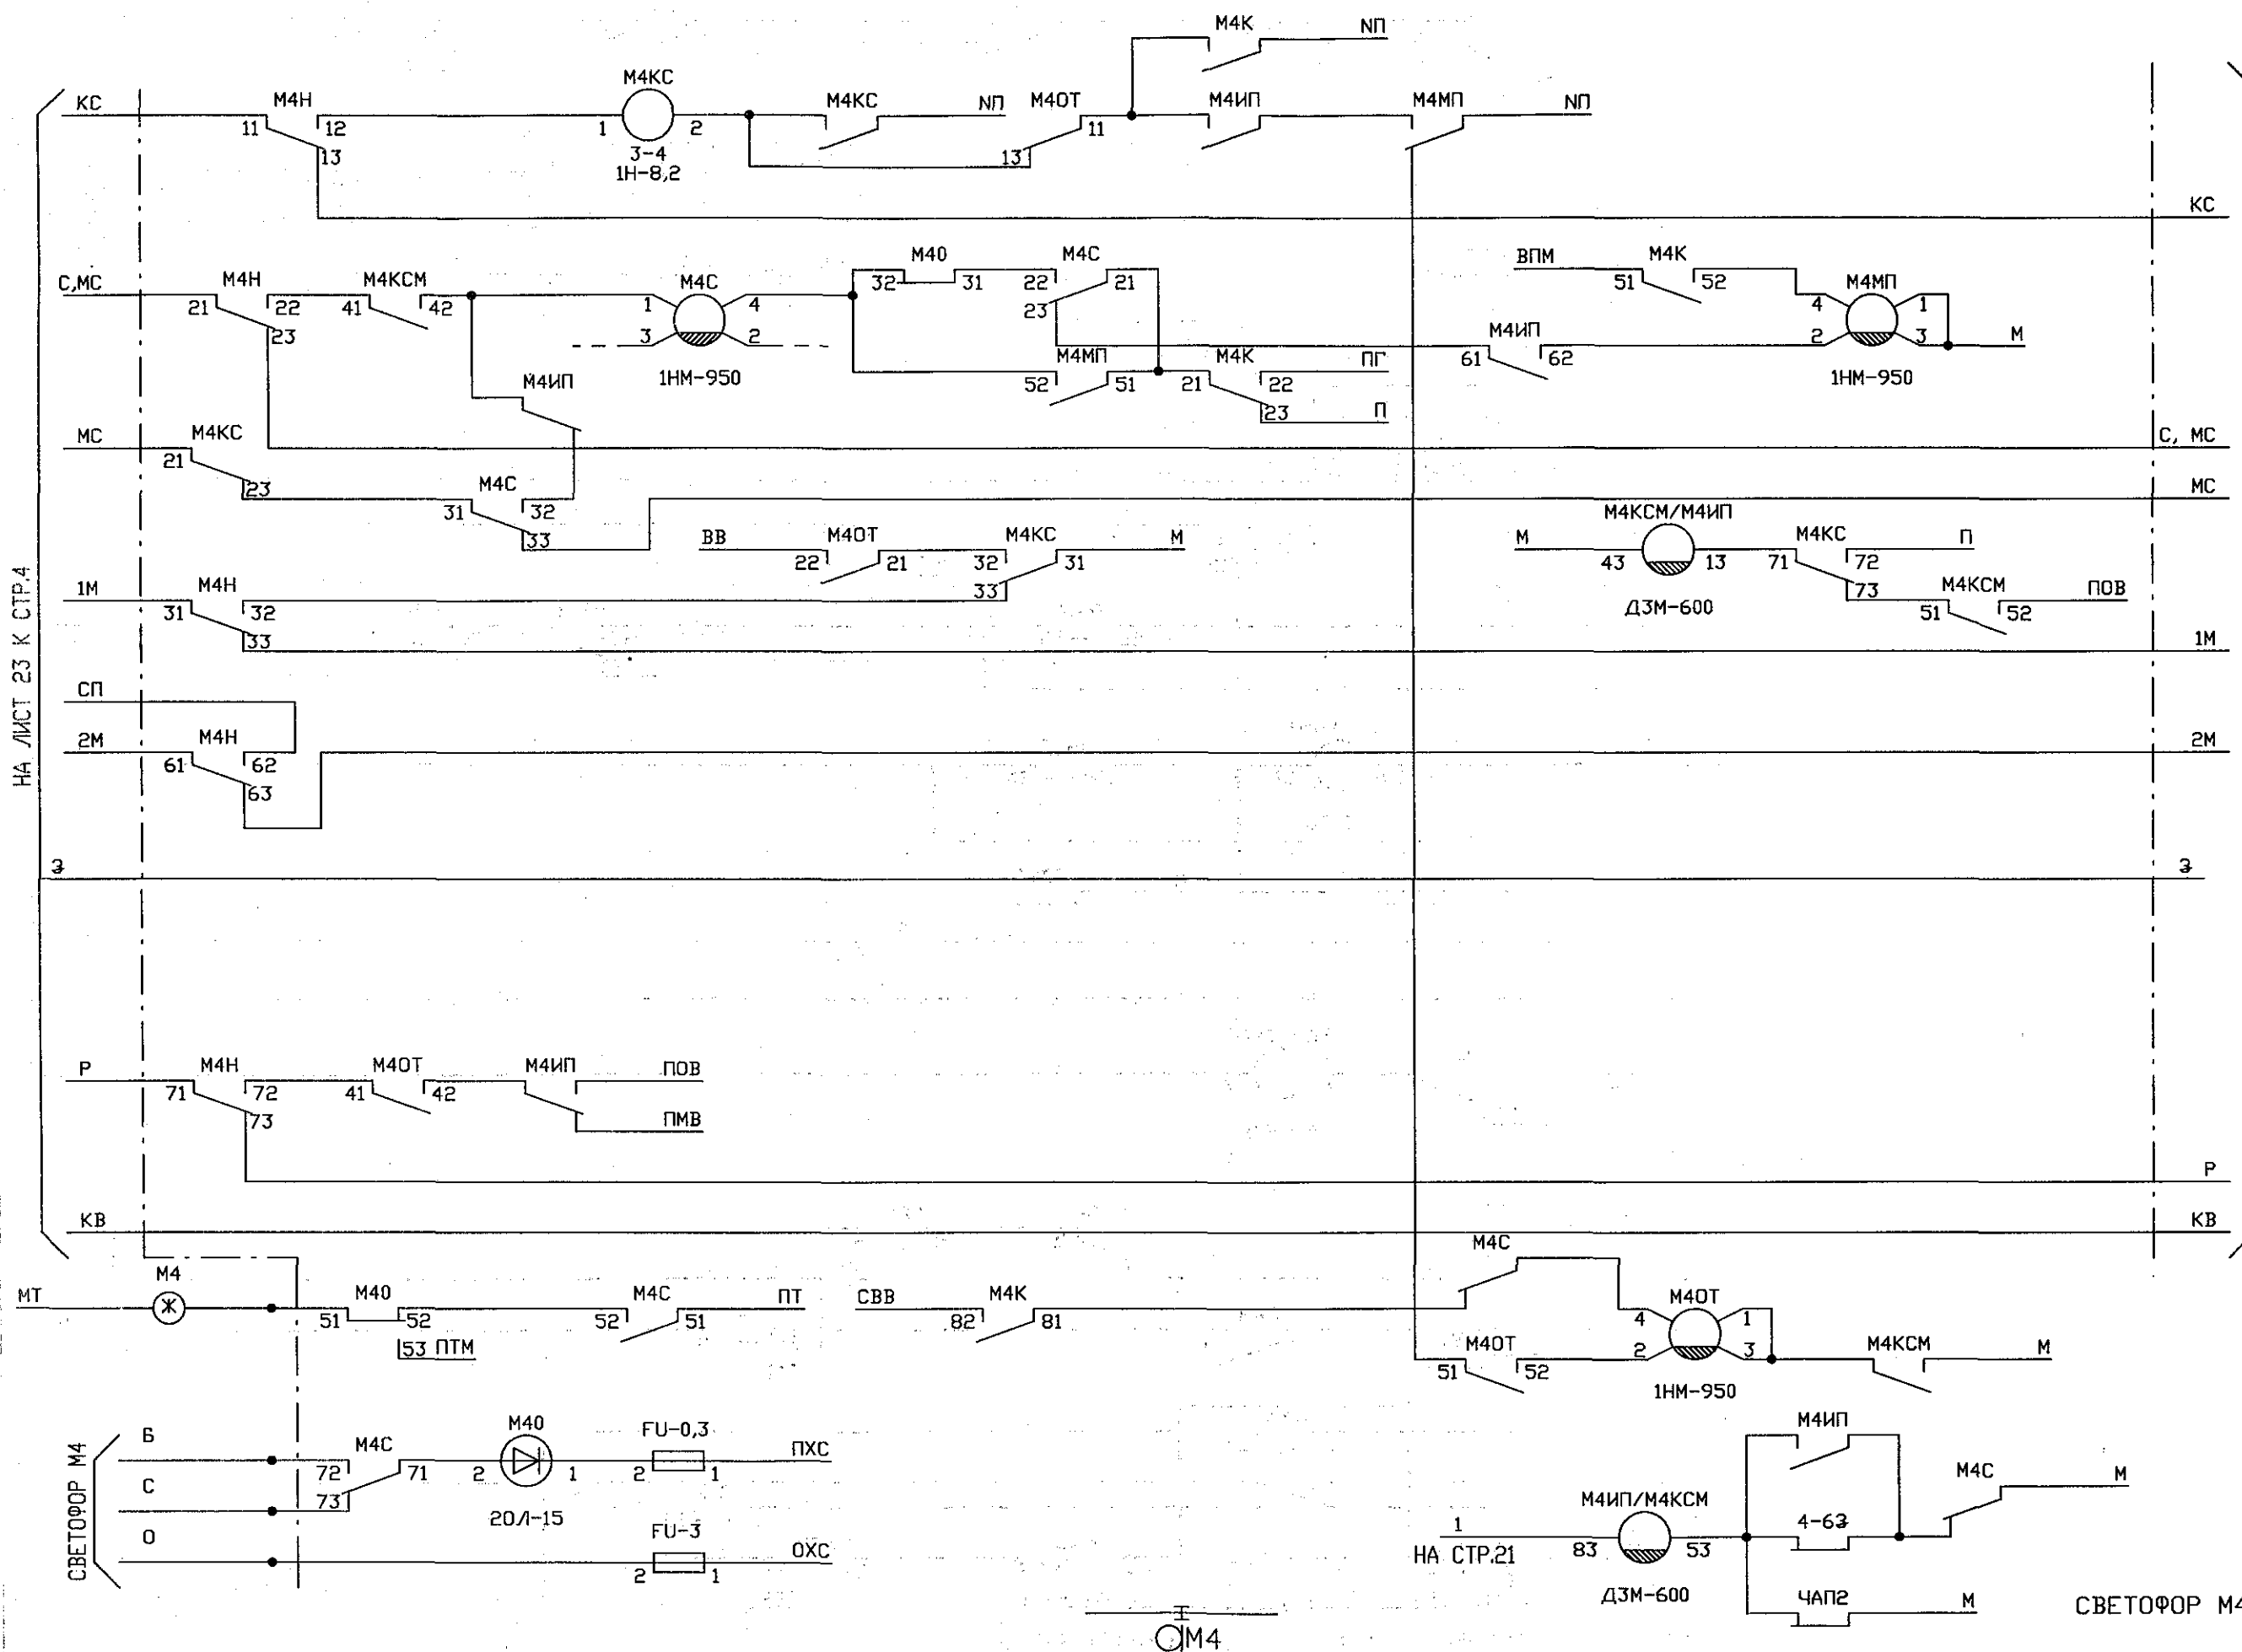 М4К NП
КС М4Н М4КС М4КС NП М4ОТ М4ИП М4МП NП
11 12 1 2 11
13 3-4 13
1Н-8,2
КС
С,МС М4Н М4КСМ М4С М4О М4С ВПМ М4К М4МП
21 22 41 42 1 4 32 31 22 21 51 52 4 1
23 3 2 23 М4ИП 2 3 М
М4ИП 1НМ-950 М4МП М4К ПГ 61 62 1НМ-950
52 51 21 22
23 П
МС М4КС С, МС
21
23 М4С МС
31 32
33
ВВ М4ОТ М4КС М М М4КСМ/М4ИП М4КС П
22 21 32 31 43 13 71 72
33 73 М4КСМ ПОВ
Д3М-600 51 52
1М М4Н
31 32
33 1М
СП
2М М4Н 2М
61 62
63
НА ЛИСТ 23 К СТР.4
З З
Р М4Н М4ОТ М4ИП ПОВ
71 72 41 42
73 ПМВ
Р
КВ КВ
МТ М4 Ж М4О М4С ПТ СВВ М4К М4С М4ОТ
51 52 52 51 82 81 4 1
53 ПТМ М4ОТ 2 3 М4КСМ М
51 52
1НМ-950
СВЕТОФОР М4
Б М4С М4О FU-0,3 ПХС
72 71 2 1 2 1
С
73 2ОЛ-15
О FU-3 ОХС
2 1
М4ИП
М4ИП/М4КСМ 4-6З М4С М
1 83 53
НА СТР.21
Д3М-600 ЧАП2 М
СВЕТОФОР М4
М4